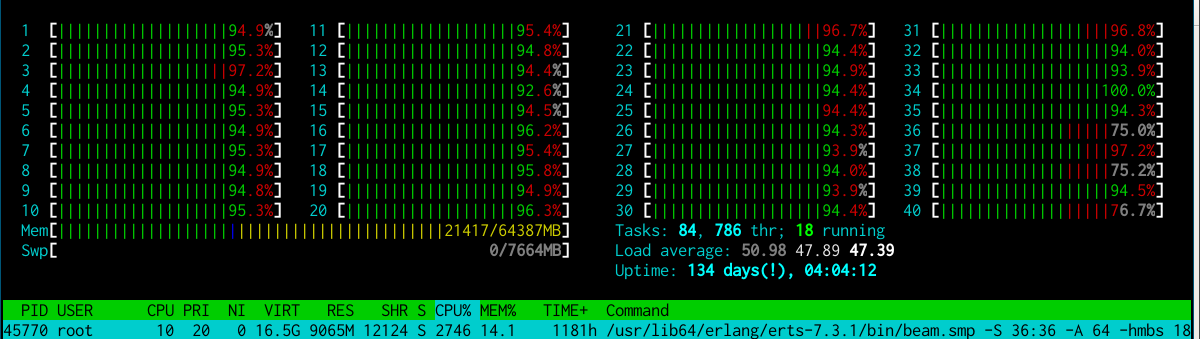 1 [||||||||||||||||||||94.9%] 11 [||||||||||||||||||||95.4%] 21 [||||||||||||||||||||96.7%] 31 [||||||||||||||||||||96.8%]
2 [||||||||||||||||||||95.3%] 12 [||||||||||||||||||||94.8%] 22 [||||||||||||||||||||94.4%] 32 [||||||||||||||||||||94.0%]
3 [||||||||||||||||||||97.2%] 13 [||||||||||||||||||||94.4%] 23 [||||||||||||||||||||94.9%] 33 [||||||||||||||||||||93.9%]
4 [||||||||||||||||||||94.9%] 14 [||||||||||||||||||||92.6%] 24 [||||||||||||||||||||94.4%] 34 [|||||||||||||||||||100.0%]
5 [||||||||||||||||||||95.3%] 15 [||||||||||||||||||||94.5%] 25 [||||||||||||||||||||94.4%] 35 [||||||||||||||||||||94.3%]
6 [||||||||||||||||||||94.9%] 16 [||||||||||||||||||||96.2%] 26 [||||||||||||||||||||94.3%] 36 [||||||||||||||||||||75.0%]
7 [||||||||||||||||||||95.3%] 17 [||||||||||||||||||||95.4%] 27 [||||||||||||||||||||93.9%] 37 [||||||||||||||||||||97.2%]
8 [||||||||||||||||||||94.9%] 18 [||||||||||||||||||||95.8%] 28 [||||||||||||||||||||94.0%] 38 [||||||||||||||||||||75.2%]
9 [||||||||||||||||||||94.8%] 19 [||||||||||||||||||||94.9%] 29 [||||||||||||||||||||93.9%] 39 [||||||||||||||||||||94.5%]
10 [||||||||||||||||||||95.3%] 20 [||||||||||||||||||||96.3%] 30 [||||||||||||||||||||94.4%] 40 [||||||||||||||||||||76.7%]
Mem[||||||||||||||||||||||||||||||||||||||||||||||21417/64387MB] Tasks: 84, 786 thr; 18 running
Swp[ 0/7664MB] Load average: 50.98 47.89 47.39
Uptime: 134 days(!), 04:04:12
PID USER CPU PRI NI VIRT RES SHR S CPU% MEM% TIME+ Command
45770 root 10 20 0 16.5G 9065M 12124 S 2746 14.1 1181h /usr/lib64/erlang/erts-7.3.1/bin/beam.smp -S 36:36 -A 64 -hmbs 18